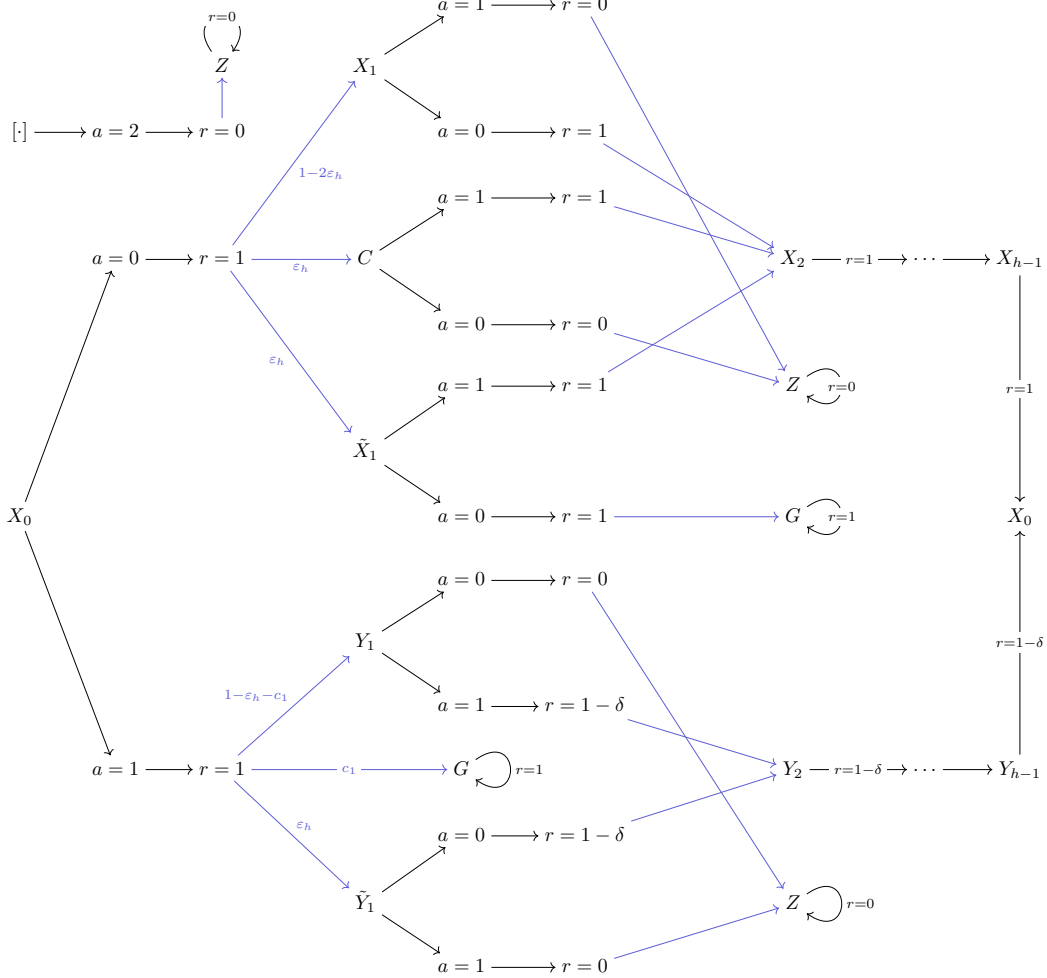 a = 1 r = 0
r=0
Z X_1
[·] a = 2 r = 0 a = 0 r = 1
1−2ε_h
a = 1 r = 1
a = 0 r = 1 ε_h C X_2 r=1 ··· X_{h−1}
a = 0 r = 0
ε_h
a = 1 r = 1 Z r=0 r=1
X̃_1
X_0 a = 0 r = 1 G r=1 X_0
a = 0 r = 0
Y_1 r=1−δ
1−ε_h−c_1
a = 1 r = 1 − δ
a = 1 r = 1 c_1 G r=1 Y_2 r=1−δ ··· Y_{h−1}
ε_h
a = 0 r = 1 − δ
Ỹ_1 Z r=0
a = 1 r = 0